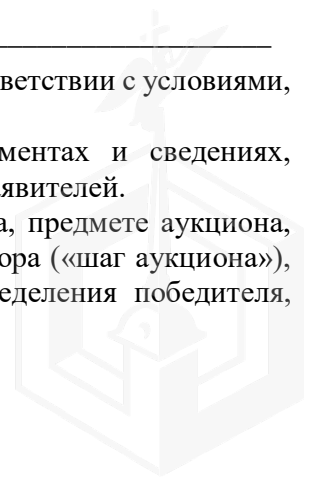 ветствии с условиями,
ментах и сведениях,
явителей.
а, предмете аукциона,
ора («шаг аукциона»),
еделения победителя,